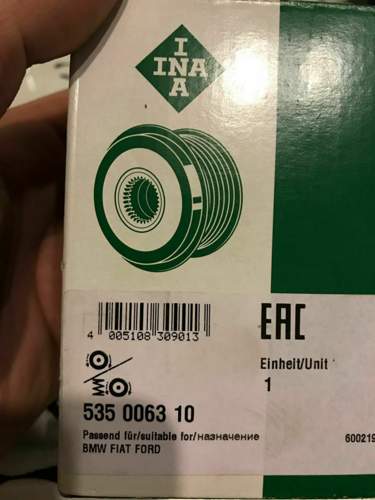 INA
INA
EAC
4 005108 309013
Einheit/Unit
1
535 0063 10
Passend für/suitable for/назначение
BMW FIAT FORD
600219